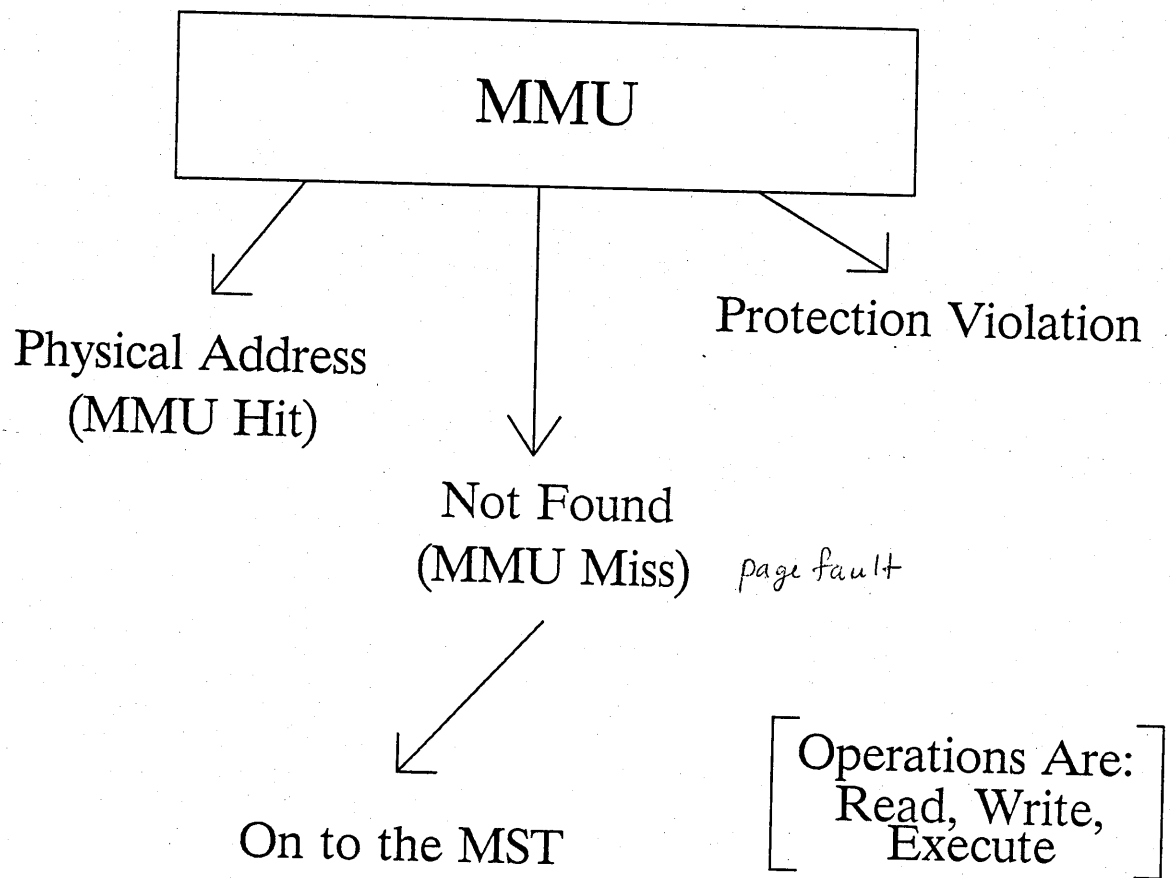 MMU
Physical Address
(MMU Hit)
Protection Violation
Not Found
(MMU Miss) page fault
On to the MST
Operations Are:
Read, Write,
Execute